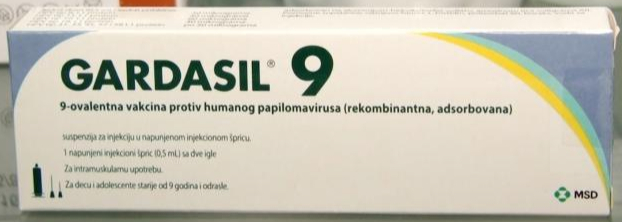 GARDASIL® 9
9-ovalentna vakcina protiv humanog papilomavirusa (rekombinantna, adsorbovana)
suspenzija za injekciju u napunjenom injekcionom špricu.
1 napunjeni injekcioni špric (0,5 mL) sa dve igle
Za intramuskularnu upotrebu.
Za decu i adolescente starije od 9 godina i odrasle.
MSD